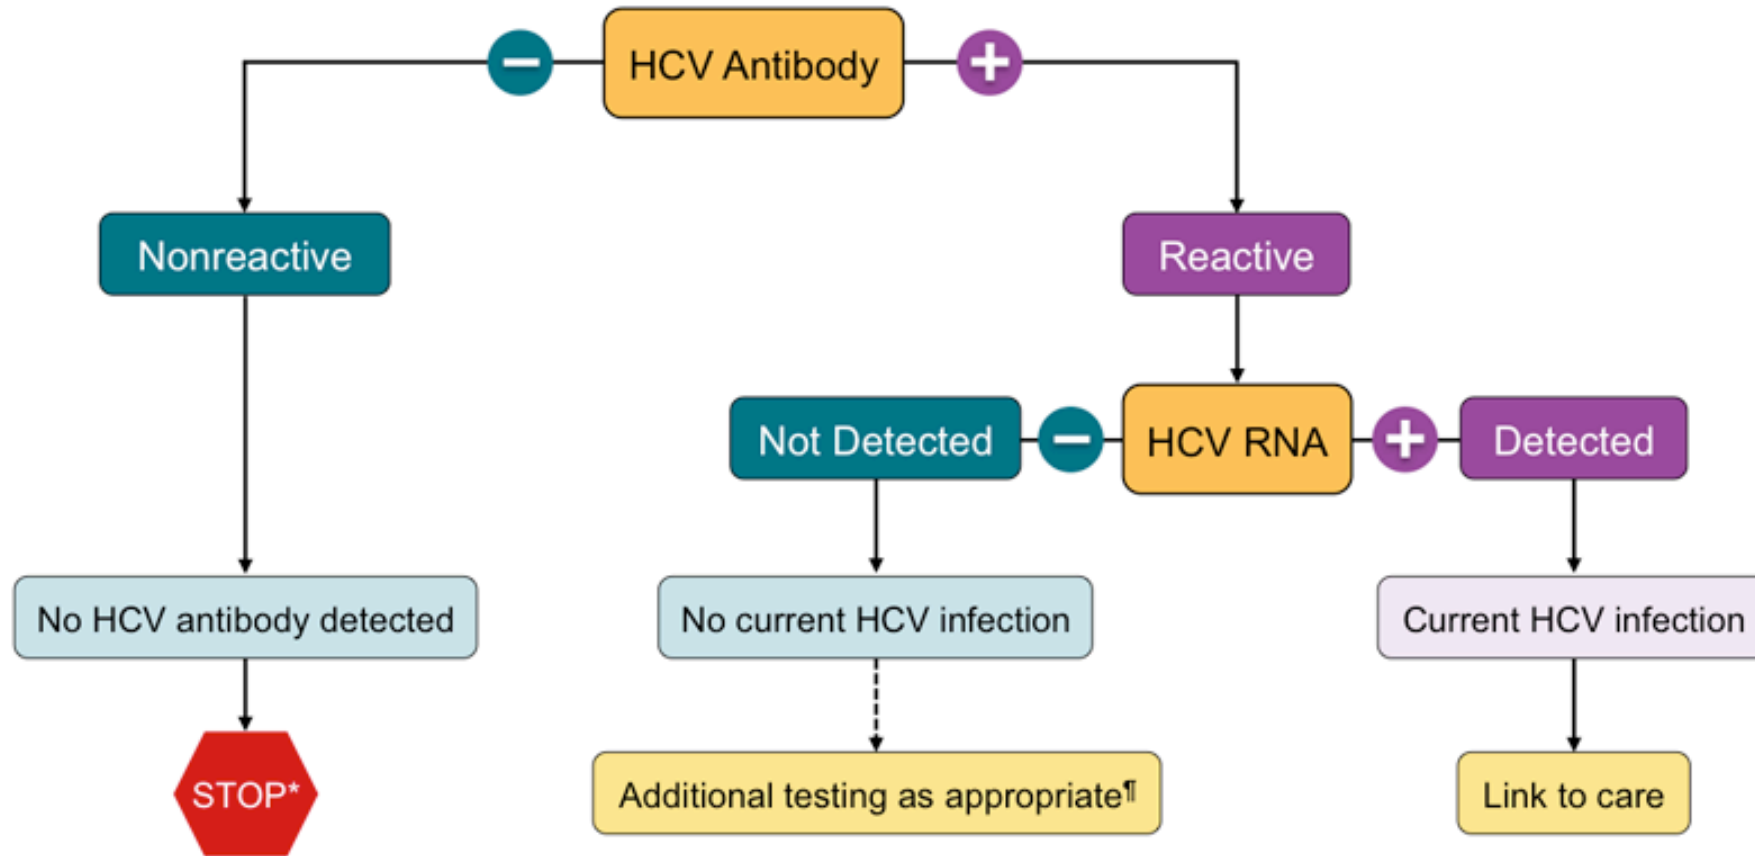 HCV Antibody
Nonreactive
Reactive
Not Detected
HCV RNA
Detected
No HCV antibody detected
No current HCV infection
Current HCV infection
STOP*
Additional testing as appropriate¶
Link to care